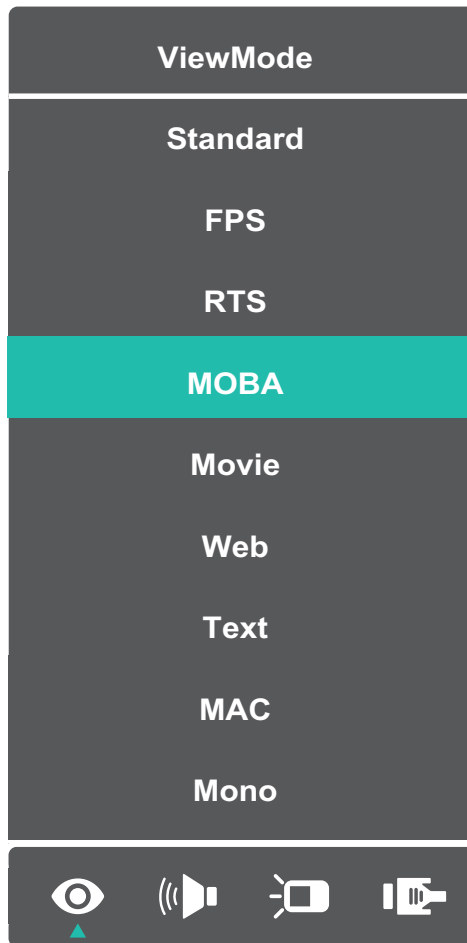 ViewMode
Standard
FPS
RTS
MOBA
Movie
Web
Text
MAC
Mono